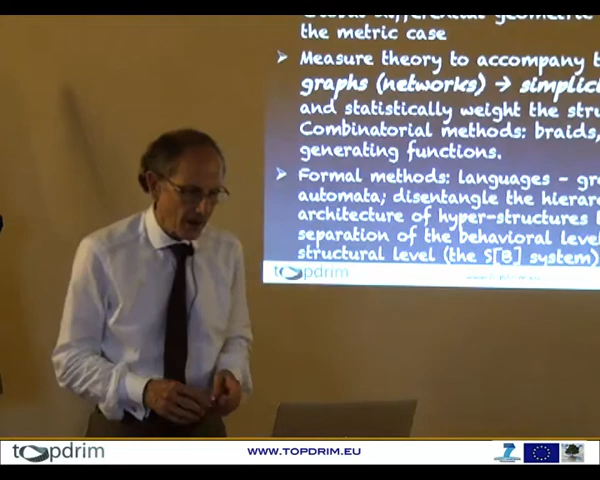 the metric case
Measure theory to accompany t
graphs (networks) → simplici
and statistically weight the stru
Combinatorial methods: braids,
generating functions.
Formal methods: languages – gr
automata; disentangle the hierar
architecture of hyper-structures
separation of the behavioral leve
structural level (the S[B] system)
topdrim
topdrim
WWW.TOPDRIM.EU
7